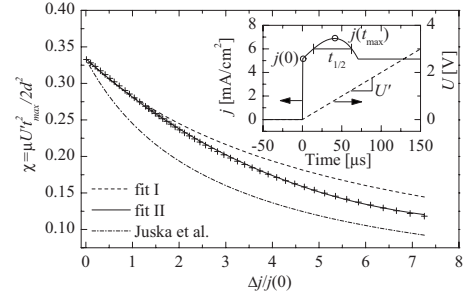 0.40
0.35
0.30
0.25
0.20
0.15
0.10
χ=μU't²max/2d²
0 1 2 3 4 5 6 7 8
Δj/j(0)
fit I
fit II
Juska et al.
8
6
4
2
0
j [mA/cm²]
j(0)
j(tmax)
t1/2
U'
4
3
2
1
0
U [V]
-50 0 50 100 150
Time [µs]